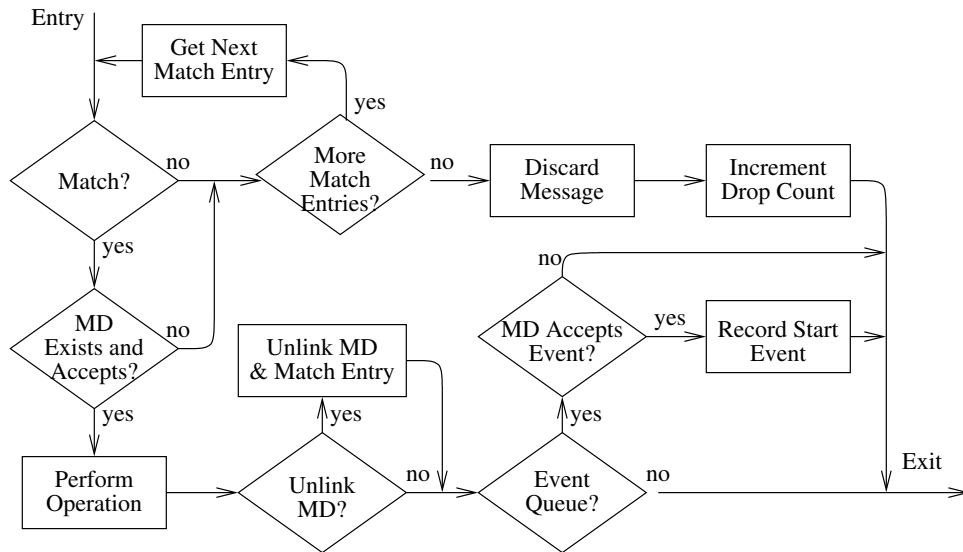 Entry
Get Next
Match Entry
yes
Match?
no
More
Match
Entries?
no
Discard
Message
Increment
Drop Count
yes
MD
Exists and
Accepts?
no
no
MD Accepts
Event?
yes
Record Start
Event
Unlink MD
& Match Entry
yes
yes
yes
Perform
Operation
Unlink
MD?
no
Event
Queue?
no
Exit